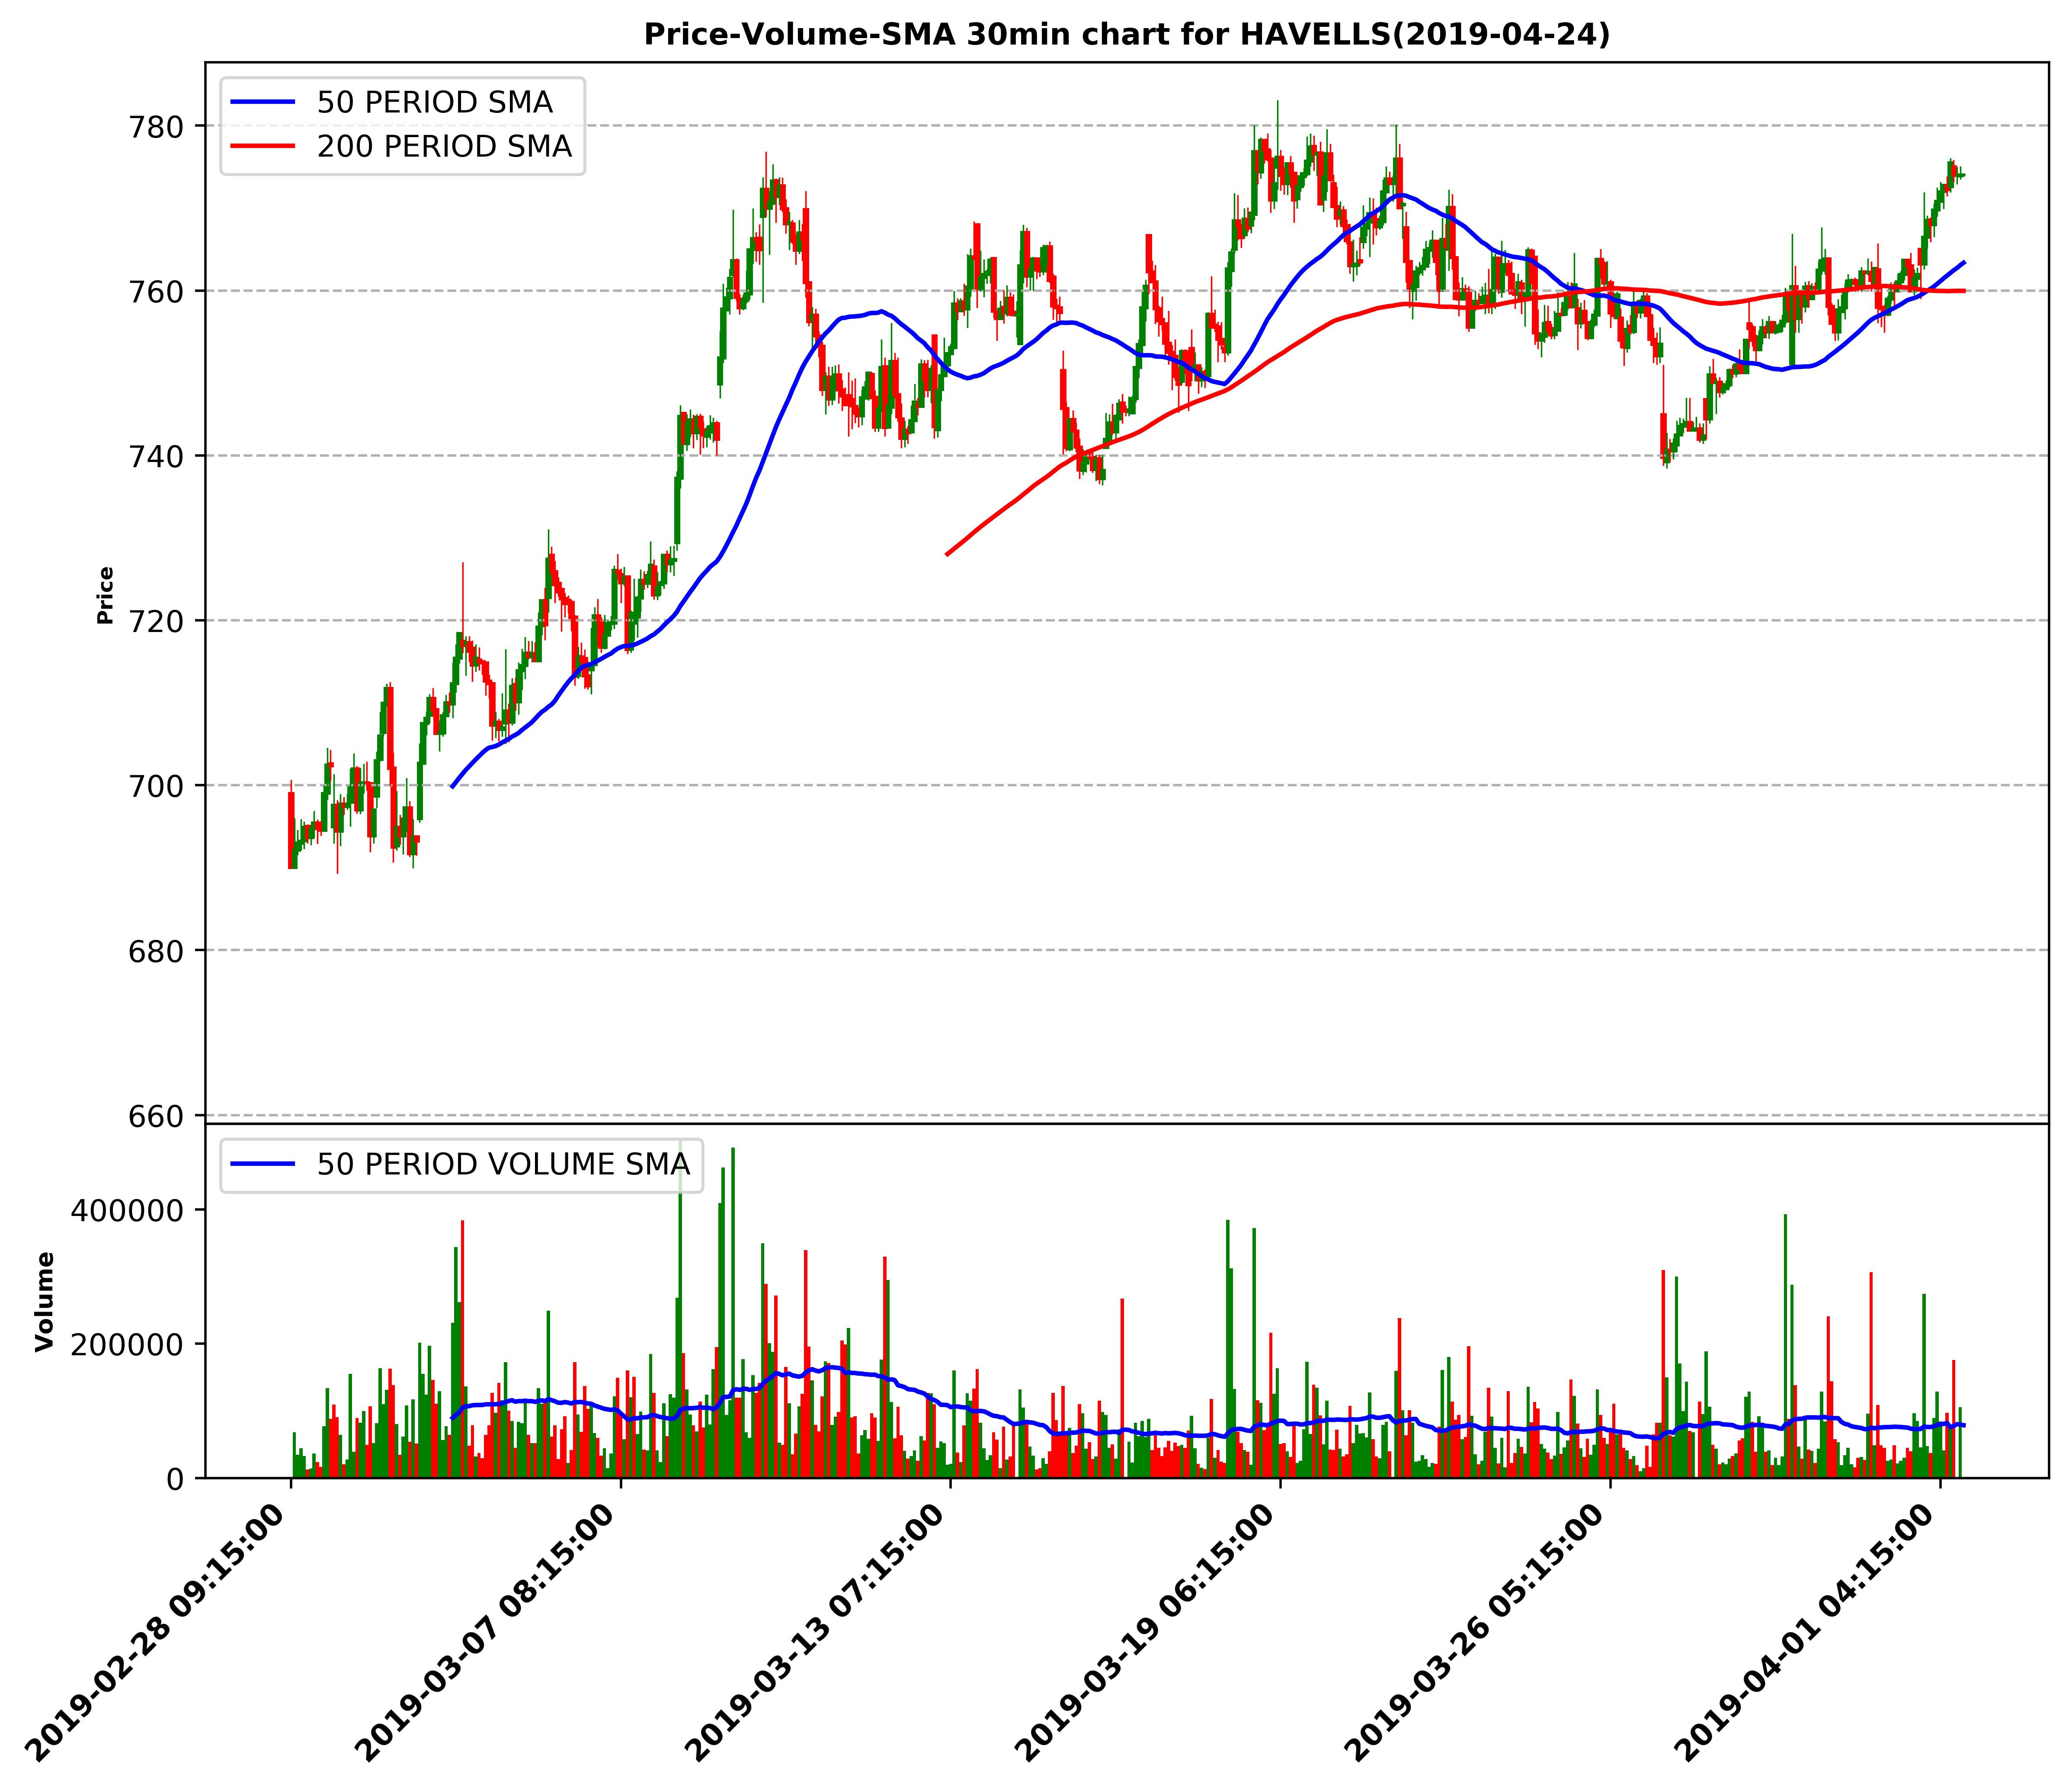 Price-Volume-SMA 30min chart for HAVELLS(2019-04-24)
50 PERIOD SMA
200 PERIOD SMA
780
760
740
720
700
680
660
Price
50 PERIOD VOLUME SMA
400000
200000
0
Volume
2019-02-28 09:15:00
2019-03-07 08:15:00
2019-03-13 07:15:00
2019-03-19 06:15:00
2019-03-26 05:15:00
2019-04-01 04:15:00